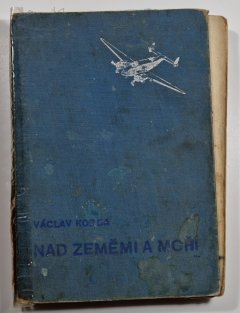 VÁCLAV KORDA
NAD ZEMĚMI A MOŘI